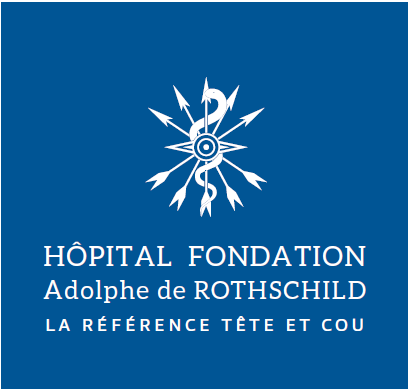 HÔPITAL FONDATION
Adolphe de ROTHSCHILD
LA RÉFÉRENCE TÊTE ET COU